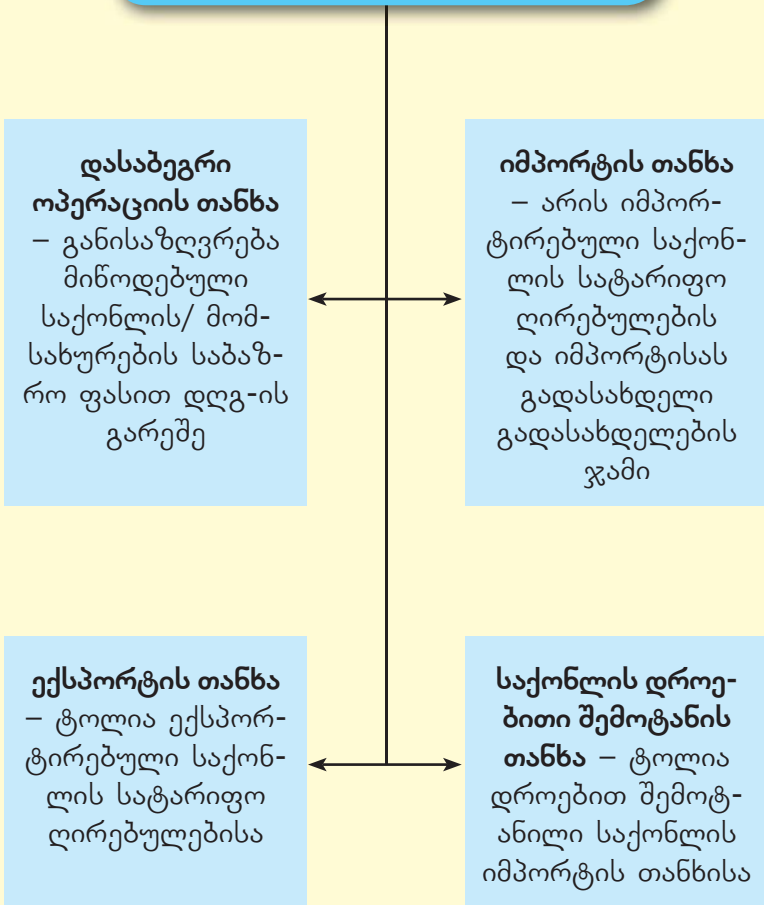 დასაბეგრი
ოპერაციის თანხა
– განისაზღვრება
მიწოდებული
საქონლის/ მომ-
სახურების საბაზ-
რო ფასით დღგ-ის
გარეშე
იმპორტის თანხა
– არის იმპორ-
ტირებული საქონ-
ლის სატარიფო
ღირებულების
და იმპორტისას
გადასახდელი
გადასახდელების
ჯამი
ექსპორტის თანხა
– ტოლია ექსპორ-
ტირებული საქონ-
ლის სატარიფო
ღირებულებისა
საქონლის დროე-
ბითი შემოტანის
თანხა – ტოლია
დროებით შემოტ-
ანილი საქონლის
იმპორტის თანხისა